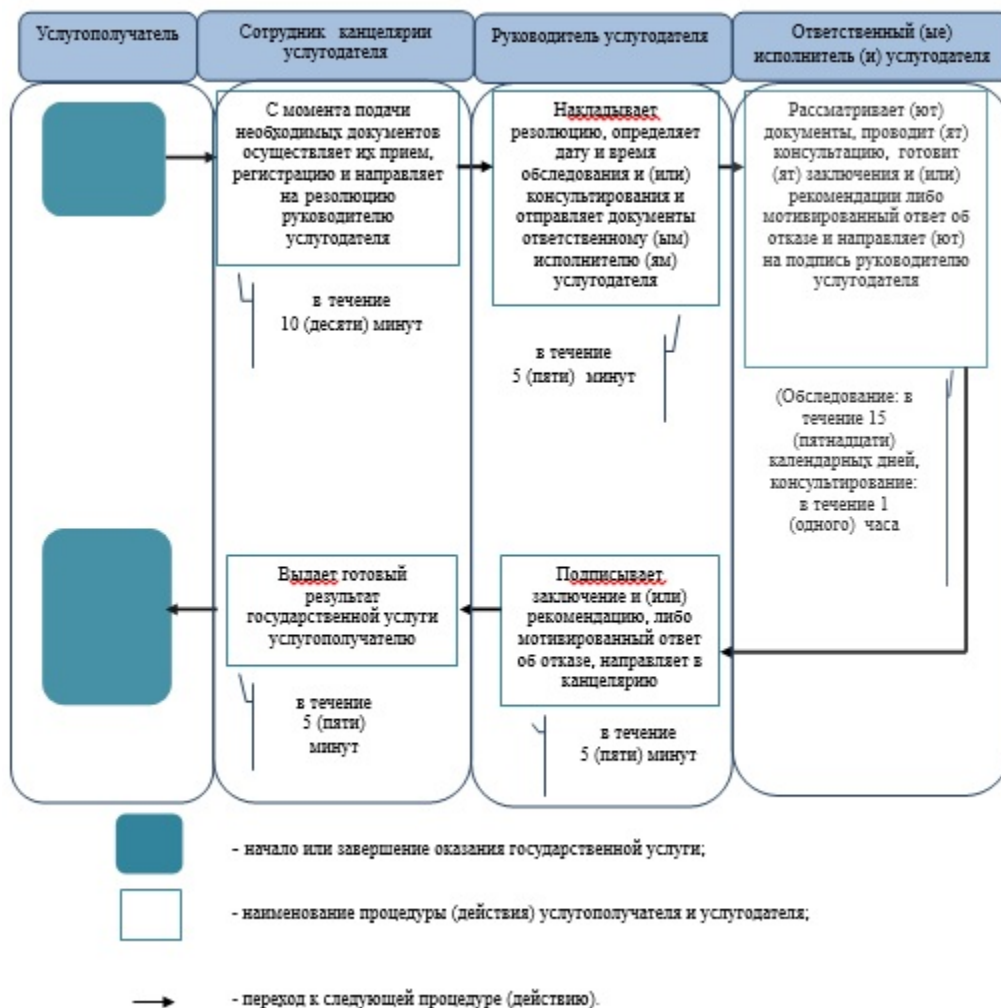 Услугополучатель
Сотрудник канцелярии
услугодателя
Руководитель услугодателя
Ответственный (ые)
исполнитель (и) услугодателя
С момента подачи
необходимых документов
осуществляет их прием,
регистрацию и направляет
на резолюцию
руководителю
услугодателя
в течение
10 (десяти) минут
Накладывает
резолюцию, определяет
дату и время
обследования и (или)
консультирования и
отправляет документы
ответственному (ым)
исполнителю (ям)
услугодателя
в течение
5 (пяти) минут
Рассматривает (ют)
документы, проводит (ят)
консультацию, готовит
(ят) заключения и (или)
рекомендации либо
мотивированный ответ об
отказе и направляет (ют)
на подпись руководителю
услугодателя
(Обследование: в
течение 15
(пятнадцати)
календарных дней,
консультирование:
в течение 1
(одного) часа
Подписывает
заключение и (или)
рекомендацию, либо
мотивированный ответ
об отказе, направляет в
канцелярию
в течение
5 (пяти) минут
Выдает готовый
результат
государственной услуги
услугополучателю
в течение
5 (пяти)
минут
- начало или завершение оказания государственной услуги;
- наименование процедуры (действия) услугополучателя и услугодателя;
- переход к следующей процедуре (действию).